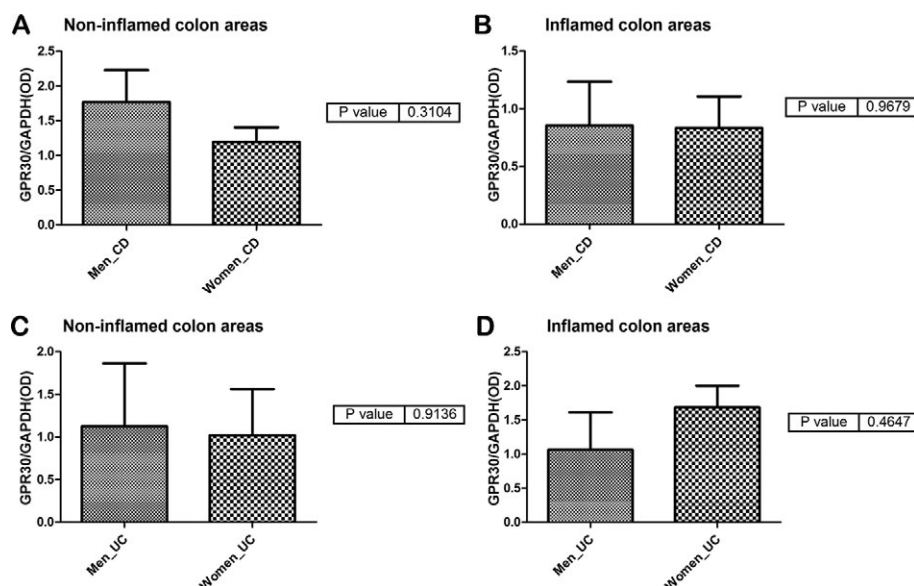 A Non-inflamed colon areas
GPR30/GAPDH(OD)
2.5
2.0
1.5
1.0
0.5
0.0
Men_CD
Women_CD
P value 0.3104
B Inflamed colon areas
GPR30/GAPDH(OD)
1.5
1.0
0.5
0.0
Men_CD
Women_CD
P value 0.9679
C Non-inflamed colon areas
GPR30/GAPDH(OD)
2.0
1.5
1.0
0.5
0.0
Men_UC
Women_UC
P value 0.9136
D Inflamed colon areas
GPR30/GAPDH(OD)
2.5
2.0
1.5
1.0
0.5
0.0
Men_UC
Women_UC
P value 0.4647